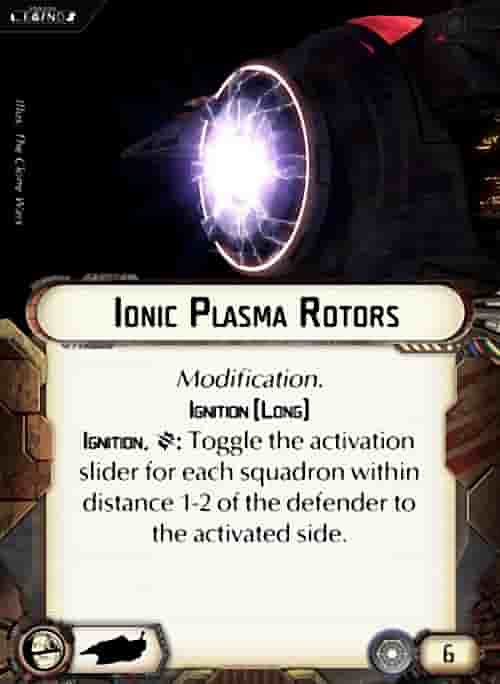 LEGENDS
Illus. The Clone Wars
IONIC PLASMA ROTORS
Modification.
IGNITION (LONG)
IGNITION, : Toggle the activation
slider for each squadron within
distance 1-2 of the defender to
the activated side.
6